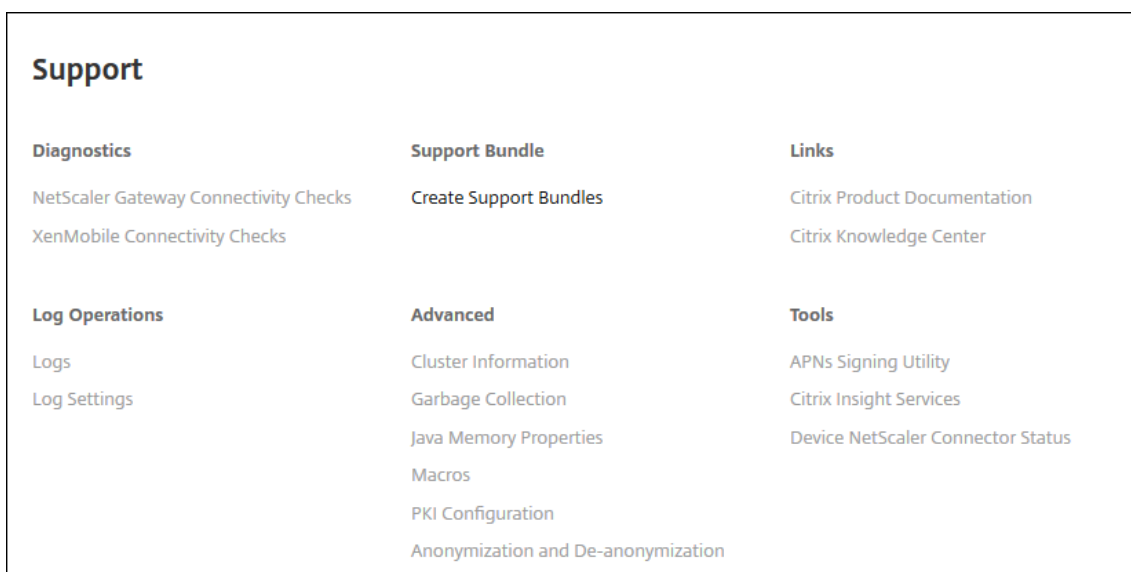 Support
Diagnostics
NetScaler Gateway Connectivity Checks
XenMobile Connectivity Checks
Support Bundle
Create Support Bundles
Links
Citrix Product Documentation
Citrix Knowledge Center
Log Operations
Logs
Log Settings
Advanced
Cluster Information
Garbage Collection
Java Memory Properties
Macros
PKI Configuration
Anonymization and De-anonymization
Tools
APNs Signing Utility
Citrix Insight Services
Device NetScaler Connector Status